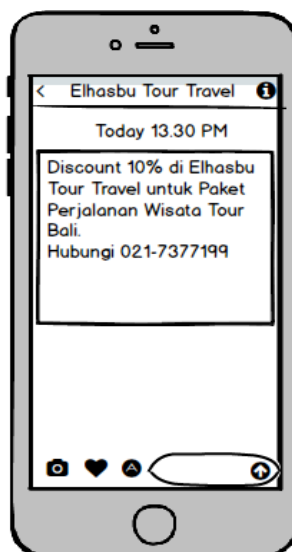 Elhasbu Tour Travel
Today 13.30 PM
Discount 10% di Elhasbu
Tour Travel untuk Paket
Perjalanan Wisata Tour
Bali.
Hubungi 021-7377199